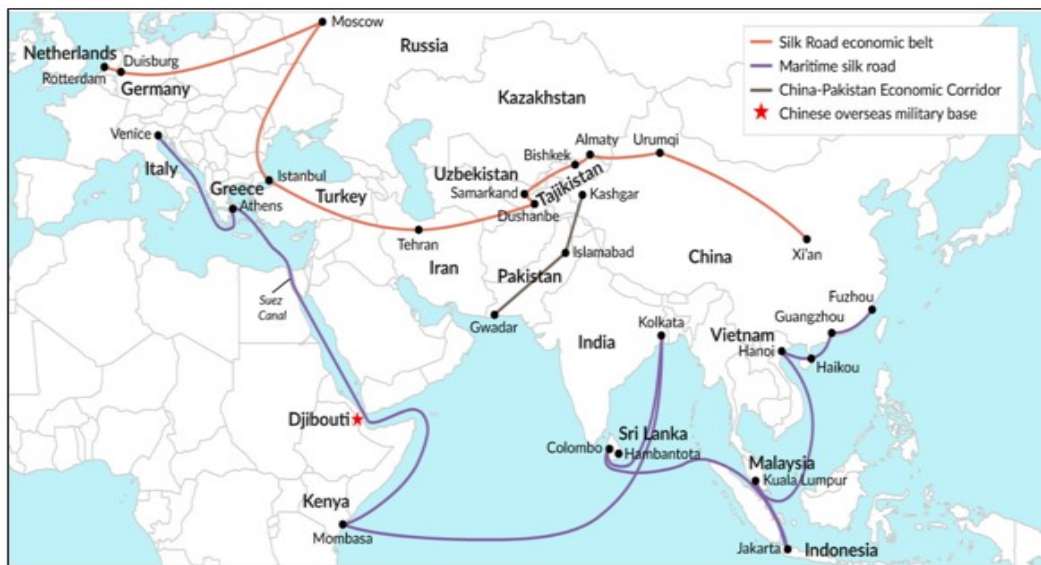 Moscow
Silk Road economic belt
Maritime silk road
China-Pakistan Economic Corridor
Chinese overseas military base
Netherlands
Duisburg
Rotterdam
Germany
Russia
Kazakhstan
Venice
Italy
Greece
Athens
Istanbul
Turkey
Uzbekistan
Samarkand
Bishkek
Almaty
Urumqi
Tajikistan
Dushanbe
Kashgar
Tehran
Iran
Islamabad
Pakistan
China
Xi'an
Suez
Canal
Gwadar
India
Kolkata
Fuzhou
Guangzhou
Vietnam
Hanoi
Haikou
Djibouti
Colombo
Sri Lanka
Hambantota
Malaysia
Kuala Lumpur
Kenya
Mombasa
Jakarta
Indonesia